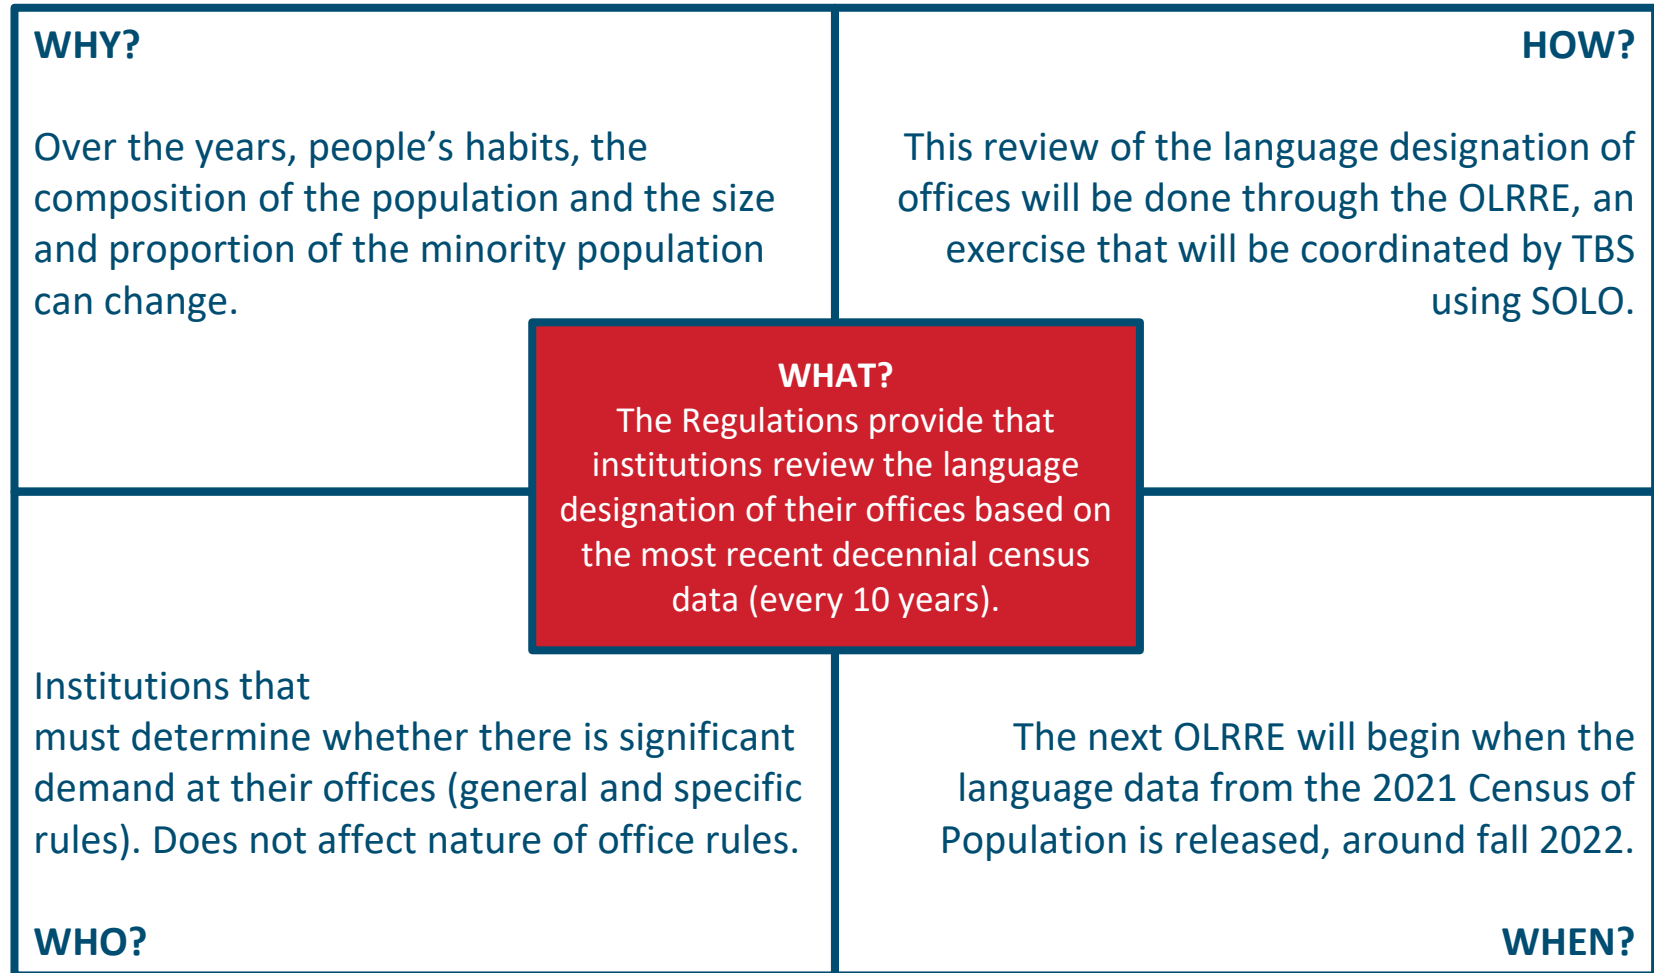 WHY?
Over the years, people’s habits, the
composition of the population and the size
and proportion of the minority population
can change.
HOW?
This review of the language designation of
offices will be done through the OLRRE, an
exercise that will be coordinated by TBS
using SOLO.
WHAT?
The Regulations provide that
institutions review the language
designation of their offices based on
the most recent decennial census
data (every 10 years).
Institutions that
must determine whether there is significant
demand at their offices (general and specific
rules). Does not affect nature of office rules.
WHO?
The next OLRRE will begin when the
language data from the 2021 Census of
Population is released, around fall 2022.
WHEN?